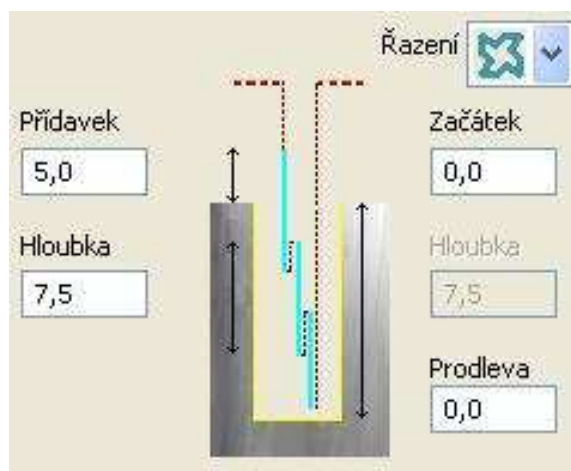 Řazení
Přídavek
5,0
Hloubka
7,5
Začátek
0,0
Hloubka
7,5
Prodleva
0,0